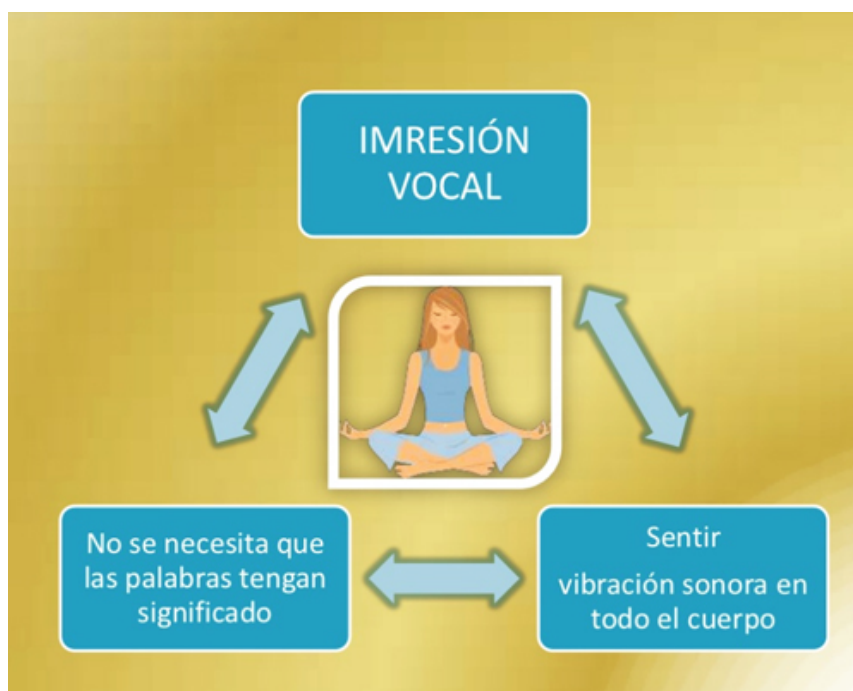 IMRESIÓN
VOCAL
No se necesita que
las palabras tengan
significado
Sentir
vibración sonora en
todo el cuerpo